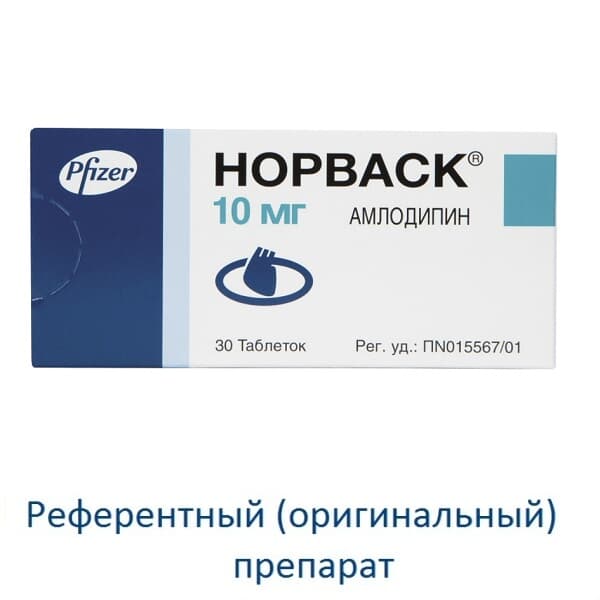 Pfizer
НОРВАСК®
10 мг
АМЛОДИПИН
30 Таблеток
Рег. уд.: ПN015567/01
Референтный (оригинальный)
препарат